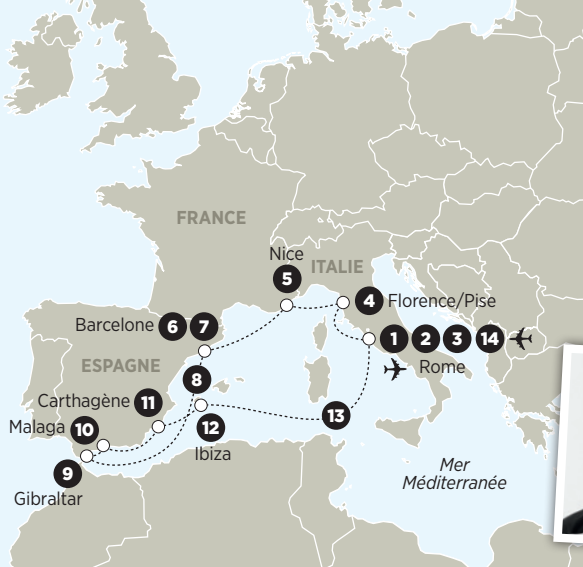 FRANCE
Nice
ITALIE
5
4 Florence/Pise
Barcelone 6 7
1 2 3 14
Rome
ESPAGNE
8
Carthagène 11
13
Malaga 10
12
Ibiza
9
Gibraltar
Mer
Méditerranée